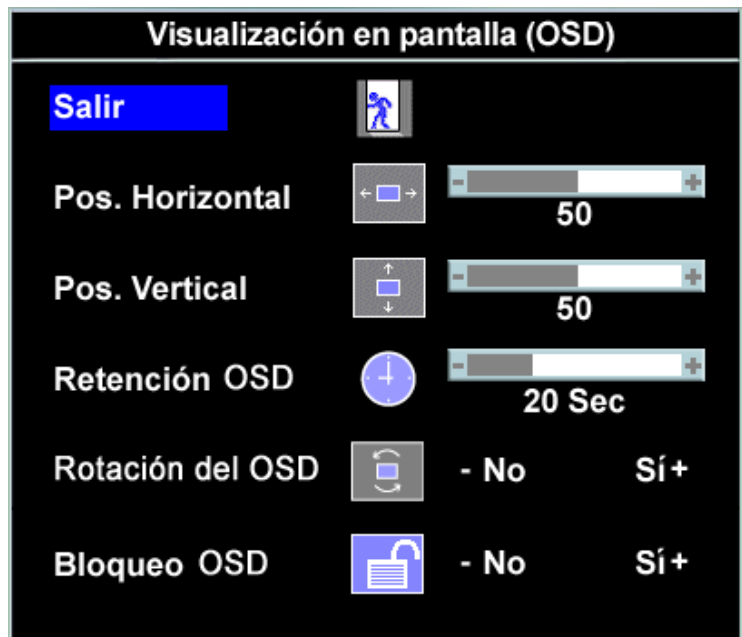 Visualización en pantalla (OSD)
Salir
Pos. Horizontal
- +
50
Pos. Vertical
- +
50
Retención OSD
- +
20 Sec
Rotación del OSD - No Sí +
Bloqueo OSD - No Sí +